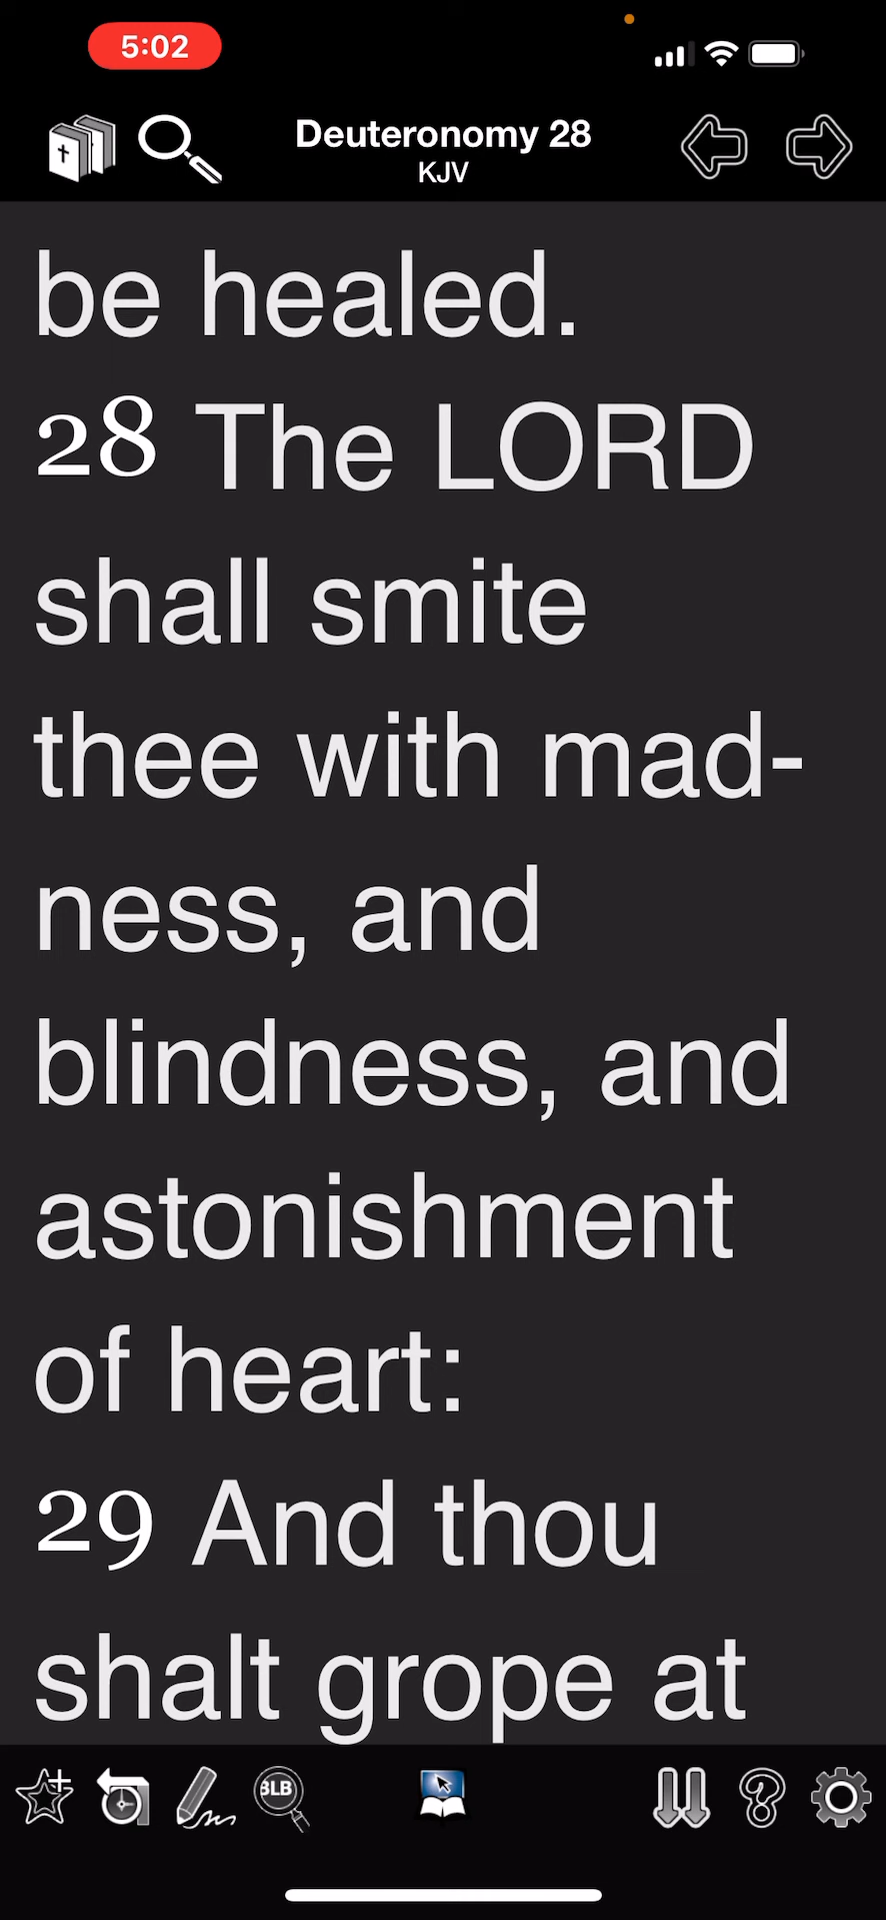 5:02
Deuteronomy 28
KJV
be healed.
28 The LORD
shall smite
thee with mad-
ness, and
blindness, and
astonishment
of heart:
29 And thou
shalt grope at
BLB